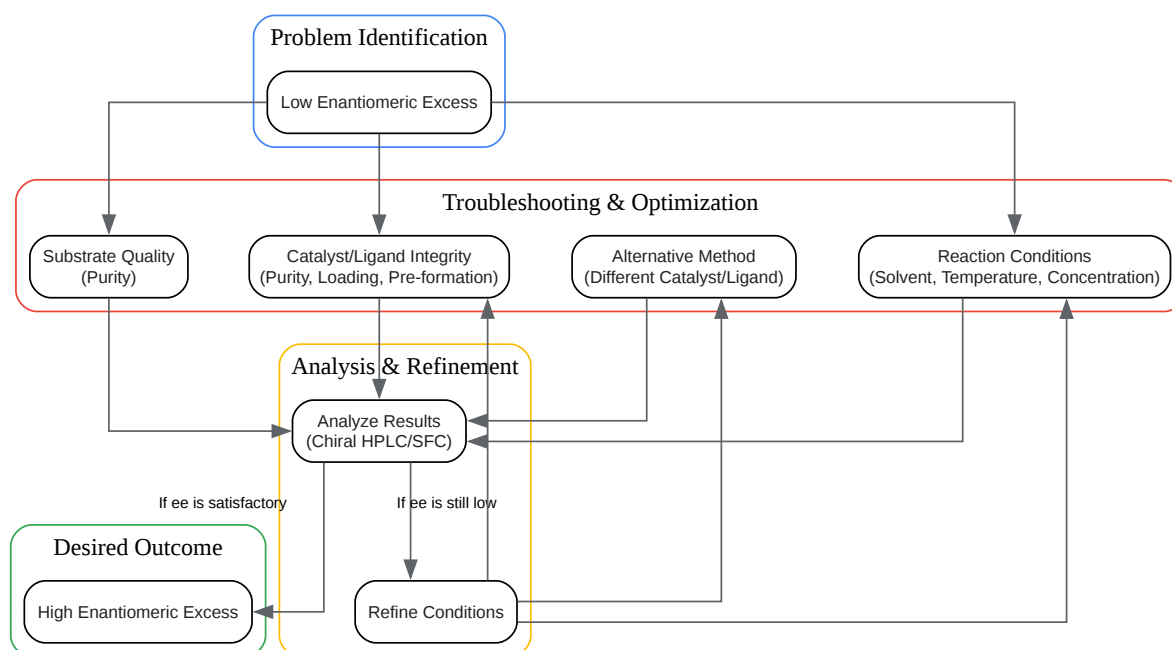 Problem Identification
Low Enantiomeric Excess
Troubleshooting & Optimization
Substrate Quality
(Purity)
Catalyst/Ligand Integrity
(Purity, Loading, Pre-formation)
Alternative Method
(Different Catalyst/Ligand)
Reaction Conditions
(Solvent, Temperature, Concentration)
Analysis & Refinement
Analyze Results
(Chiral HPLC/SFC)
If ee is satisfactory
If ee is still low
Desired Outcome
High Enantiomeric Excess
Refine Conditions